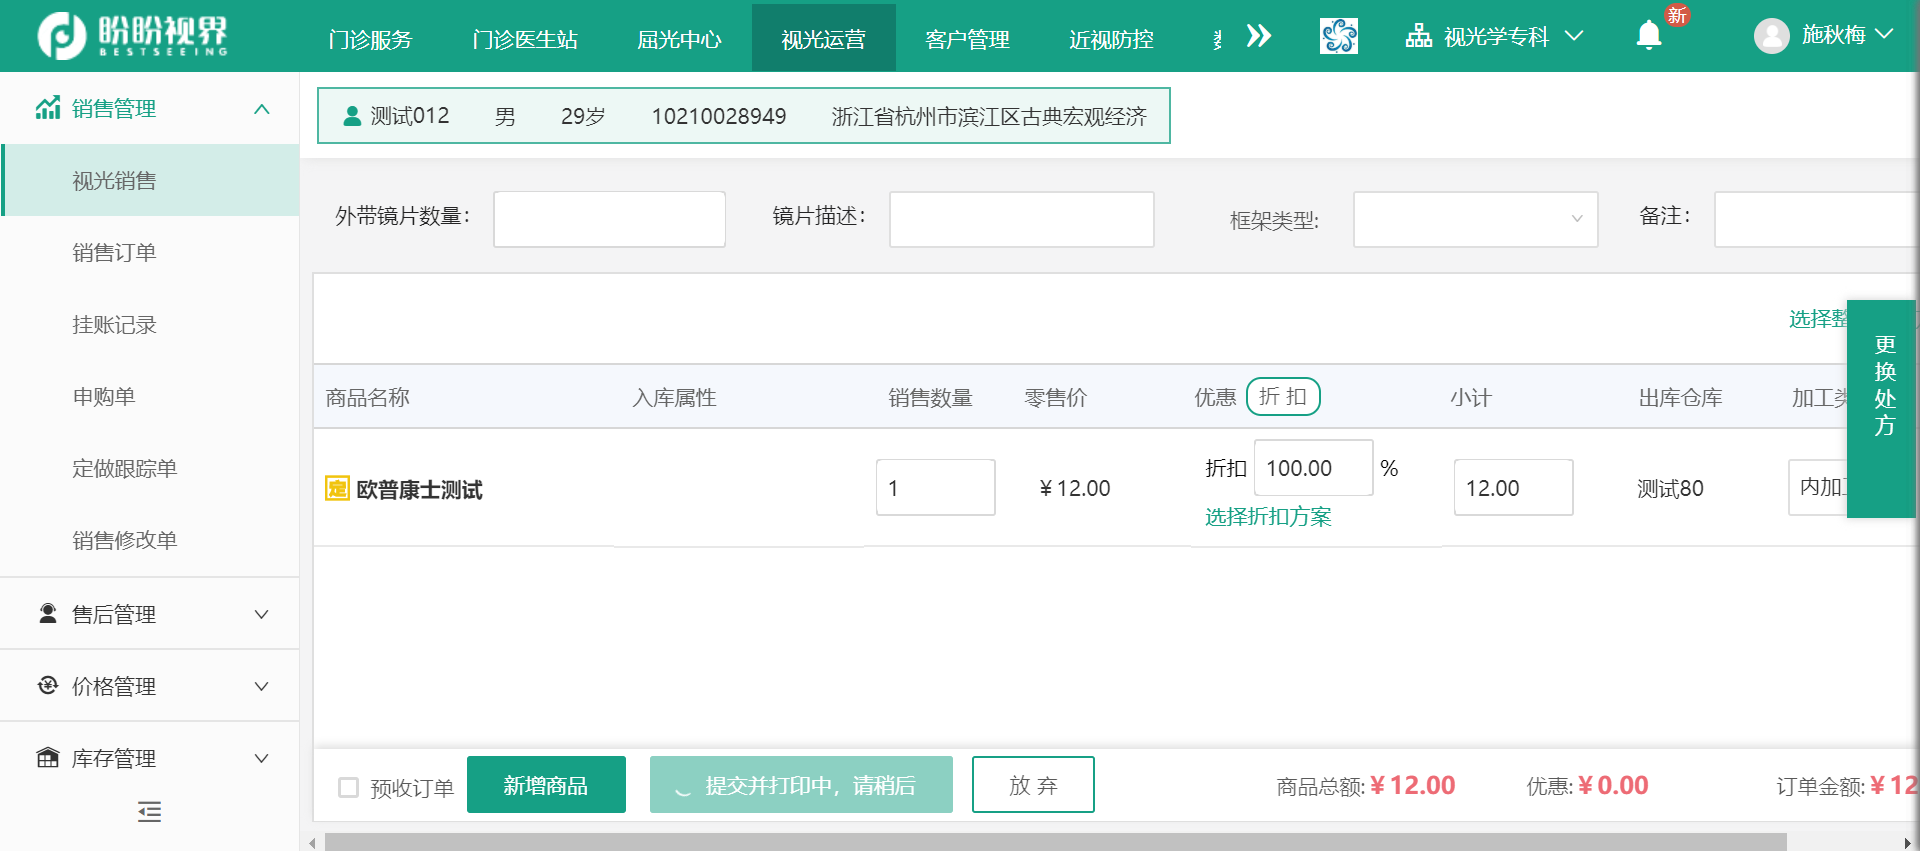 盼盼视界
BESTSEEING
门诊服务
门诊医生站
屈光中心
视光运营
客户管理
近视防控
视光学专科
新
施秋梅
销售管理
视光销售
销售订单
挂账记录
申购单
定做跟踪单
销售修改单
售后管理
价格管理
库存管理
测试012 男 29岁 10210028949 浙江省杭州市滨江区古典宏观经济
外带镜片数量：
镜片描述：
框架类型:
备注：
选择整
更换处方
商品名称 入库属性 销售数量 零售价 优惠 折 扣 小计 出库仓库 加工类
定 欧普康士测试
1
¥ 12.00
折扣 100.00 %
选择折扣方案
12.00
测试80
内加工
预收订单
新增商品
提交并打印中，请稍后
放 弃
商品总额: ¥ 12.00
优惠: ¥ 0.00
订单金额: ¥ 12